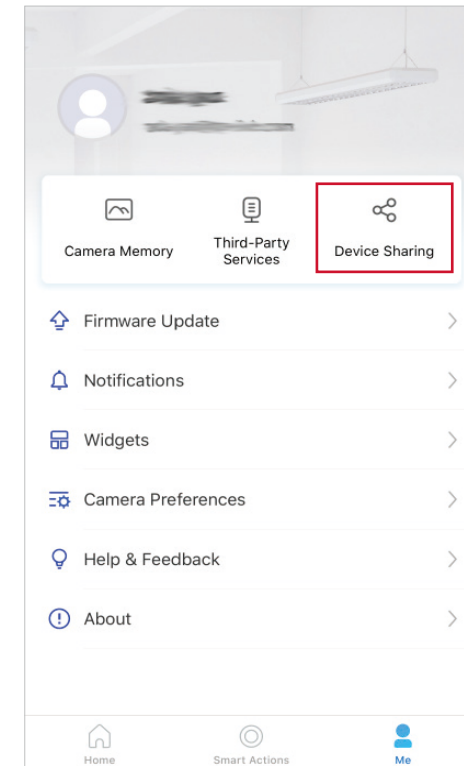 Camera Memory
Third-Party
Services
Device Sharing
Firmware Update
Notifications
Widgets
Camera Preferences
Help & Feedback
About
Home
Smart Actions
Me